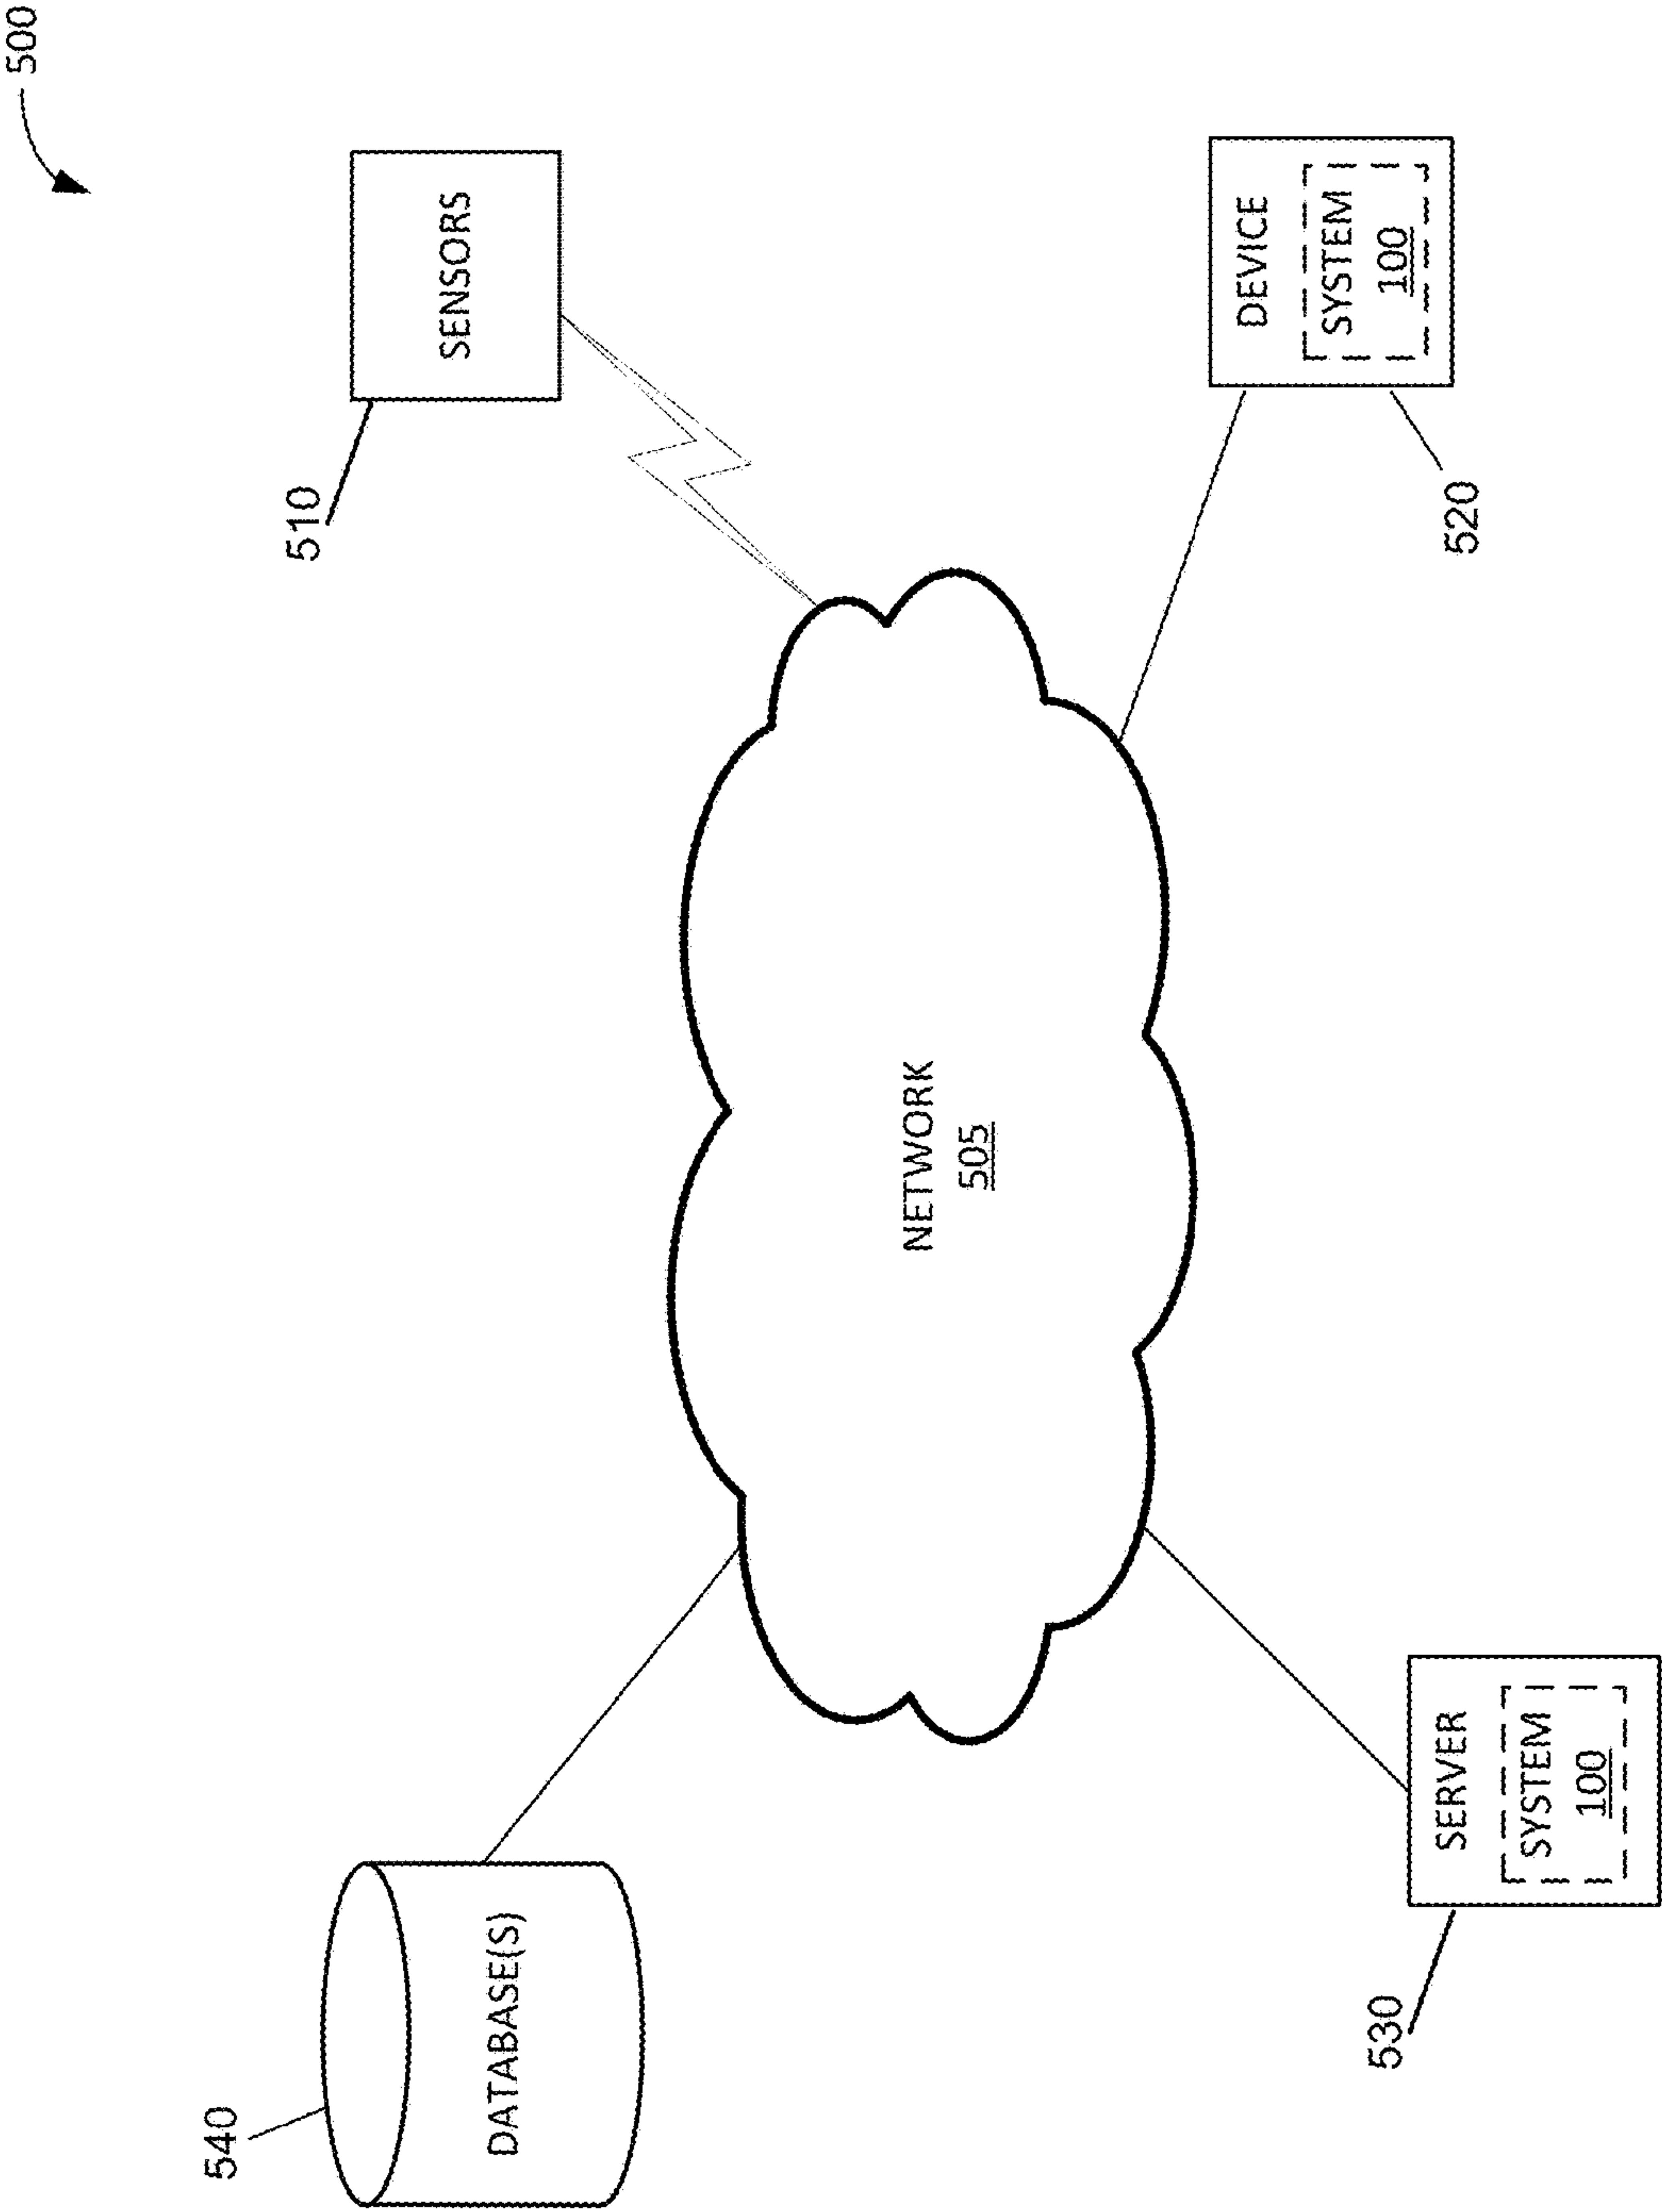 500
540
DATABASE(S)
510
SENSORS
NETWORK
505
530
SERVER
SYSTEM
100
520
DEVICE
SYSTEM
100